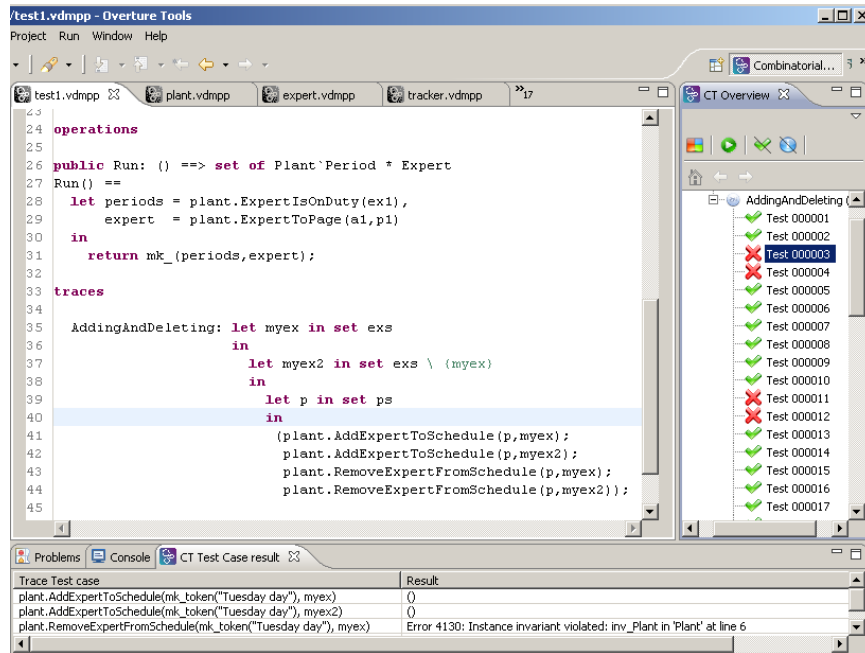 /test1.vdmpp - Overture Tools
Project Run Window Help
Combinatorial...
test1.vdmpp plant.vdmpp expert.vdmpp tracker.vdmpp »17
CT Overview
23
24 operations
25
26 public Run: () ==> set of Plant`Period * Expert
27 Run() ==
28 let periods = plant.ExpertIsOnDuty(ex1),
29 expert = plant.ExpertToPage(a1,p1)
30 in
31 return mk_(periods,expert);
32
33 traces
34
35 AddingAndDeleting: let myex in set exs
36 in
37 let myex2 in set exs \ (myex)
38 in
39 let p in set ps
40 in
41 (plant.AddExpertToSchedule(p,myex);
42 plant.AddExpertToSchedule(p,myex2);
43 plant.RemoveExpertFromSchedule(p,myex);
44 plant.RemoveExpertFromSchedule(p,myex2));
45
AddingAndDeleting (
Test 000001
Test 000002
Test 000003
Test 000004
Test 000005
Test 000006
Test 000007
Test 000008
Test 000009
Test 000010
Test 000011
Test 000012
Test 000013
Test 000014
Test 000015
Test 000016
Test 000017
Problems Console CT Test Case result
Trace Test case Result
plant.AddExpertToSchedule(mk_token("Tuesday day"), myex) ()
plant.AddExpertToSchedule(mk_token("Tuesday day"), myex2) ()
plant.RemoveExpertFromSchedule(mk_token("Tuesday day"), myex) Error 4130: Instance invariant violated: inv_Plant in 'Plant' at line 6